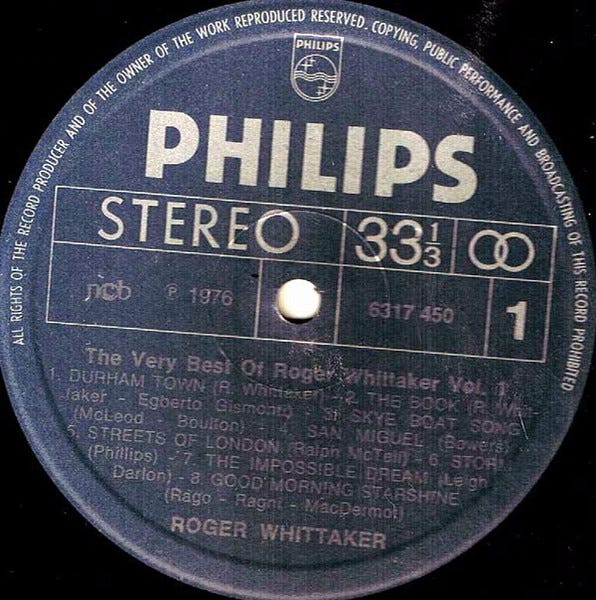 ALL RIGHTS OF THE RECORD PRODUCER AND OF THE OWNER OF THE WORK REPRODUCED RESERVED. COPYING, PUBLIC PERFORMANCE AND BROADCASTING OF THIS RECORD PROHIBITED
PHILIPS
PHILIPS
STEREO 33 1/3
ncb ℗ 1976 6317 450 1
The Very Best Of Roger Whittaker Vol. 1
1. DURHAM TOWN (R. Whittaker) - 2. THE BOOK (R. Whit-
taker - Egberto Gismonti) - 3. SKYE BOAT SONG
(McLeod - Boulton) - 4. SAN MIGUEL (Bowers)
5. STREETS OF LONDON (Ralph McTell) - 6. STORM
(Phillips) - 7. THE IMPOSSIBLE DREAM (Leigh
Darion) - 8 GOOD MORNING STARSHINE
(Rago - Ragni - MacDermot)
ROGER WHITTAKER